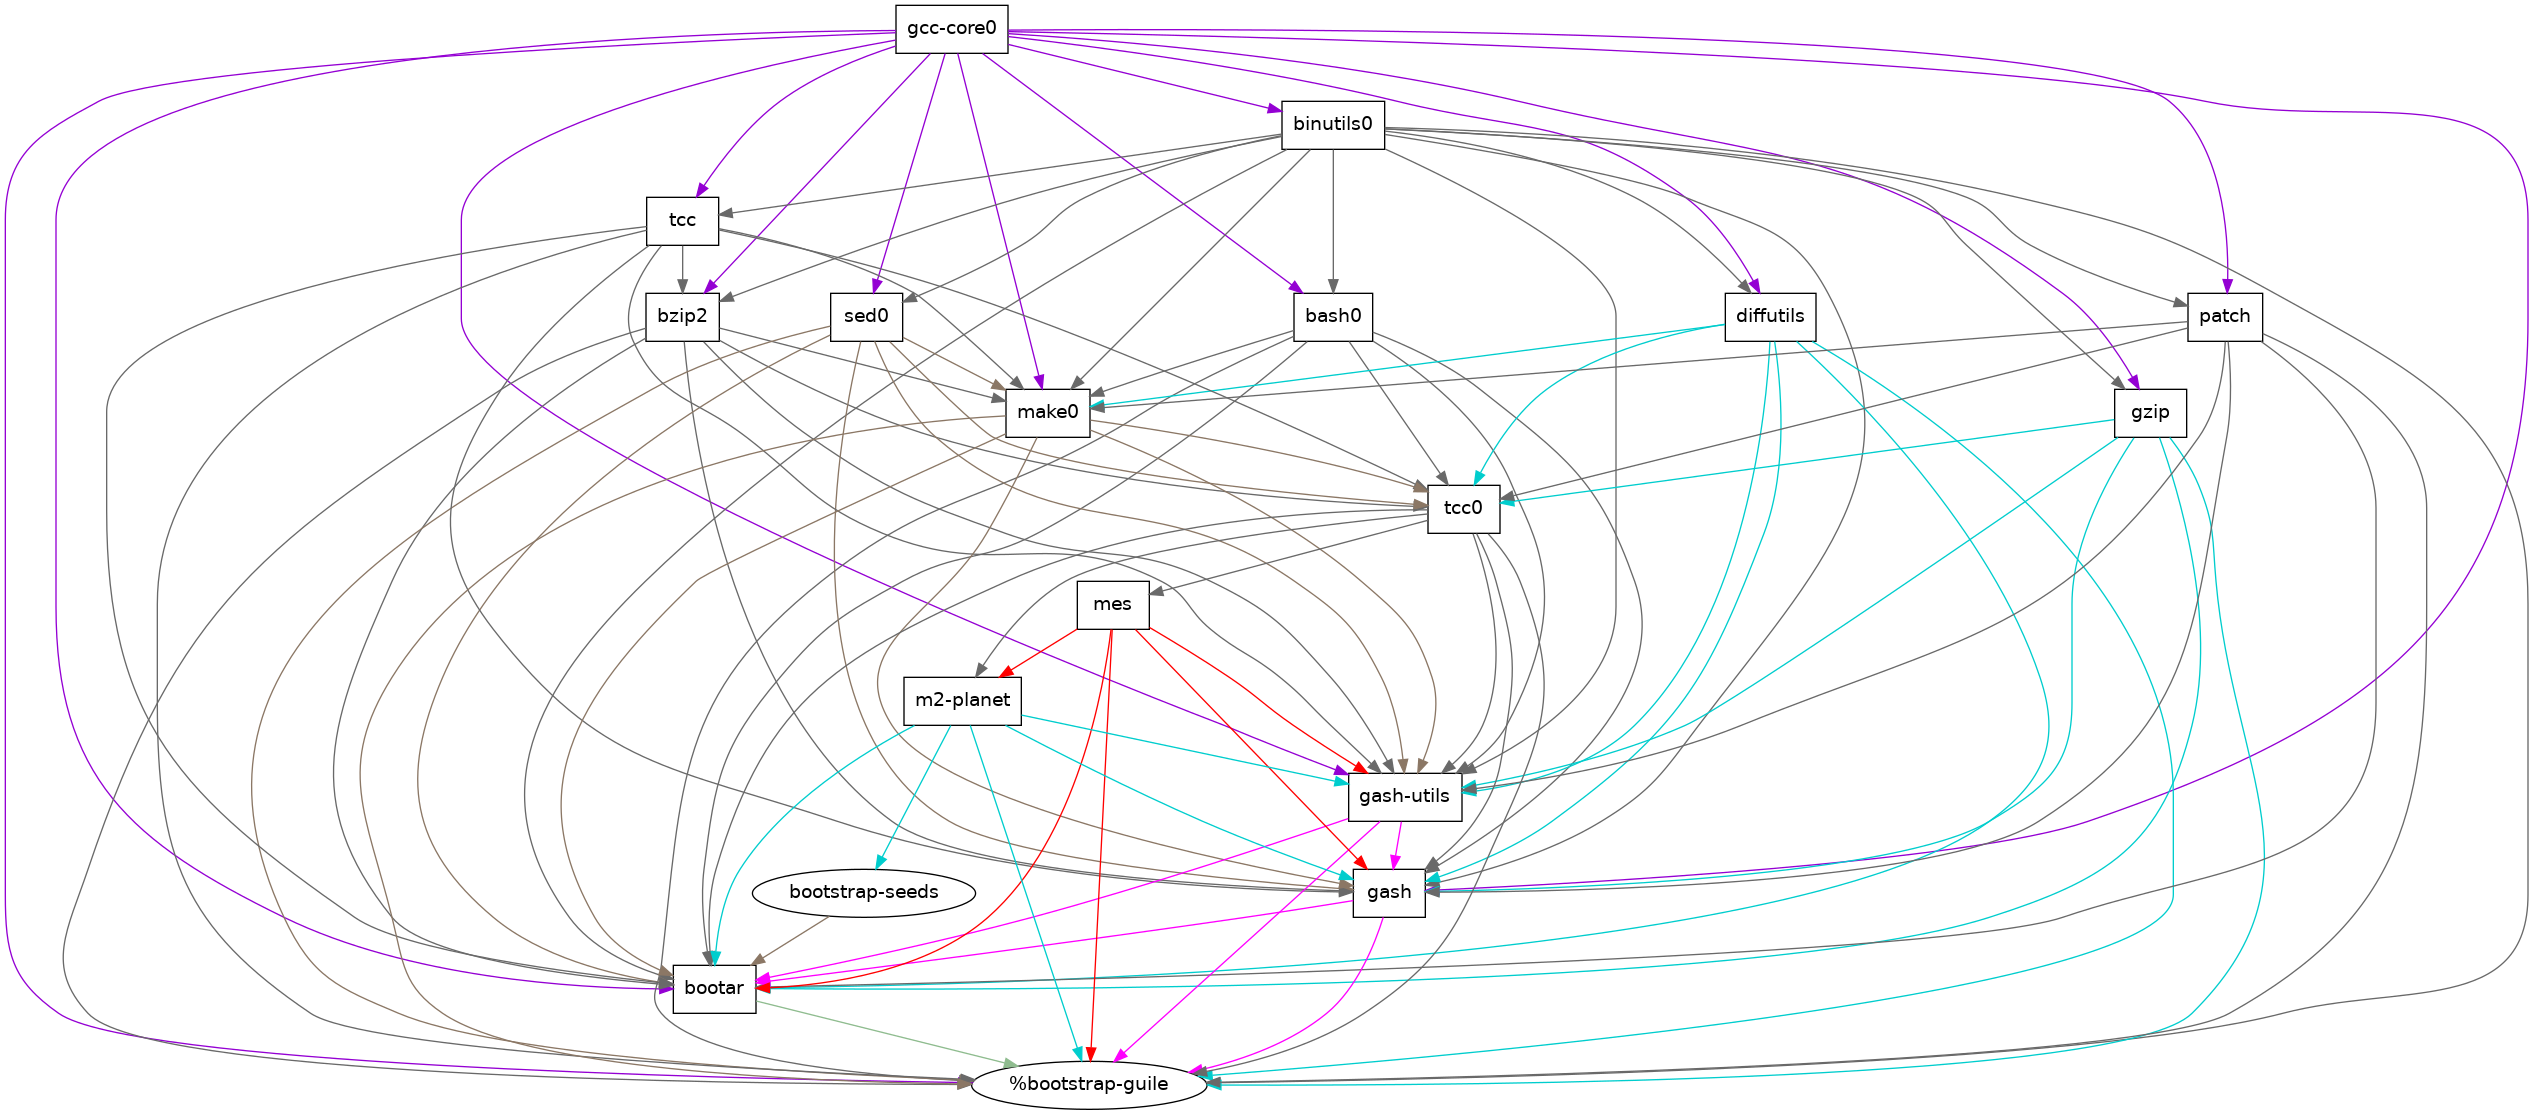 gcc-core0
binutils0
tcc
bzip2
sed0
bash0
diffutils
patch
make0
gzip
tcc0
mes
m2-planet
gash-utils
bootstrap-seeds
gash
bootar
%bootstrap-guile